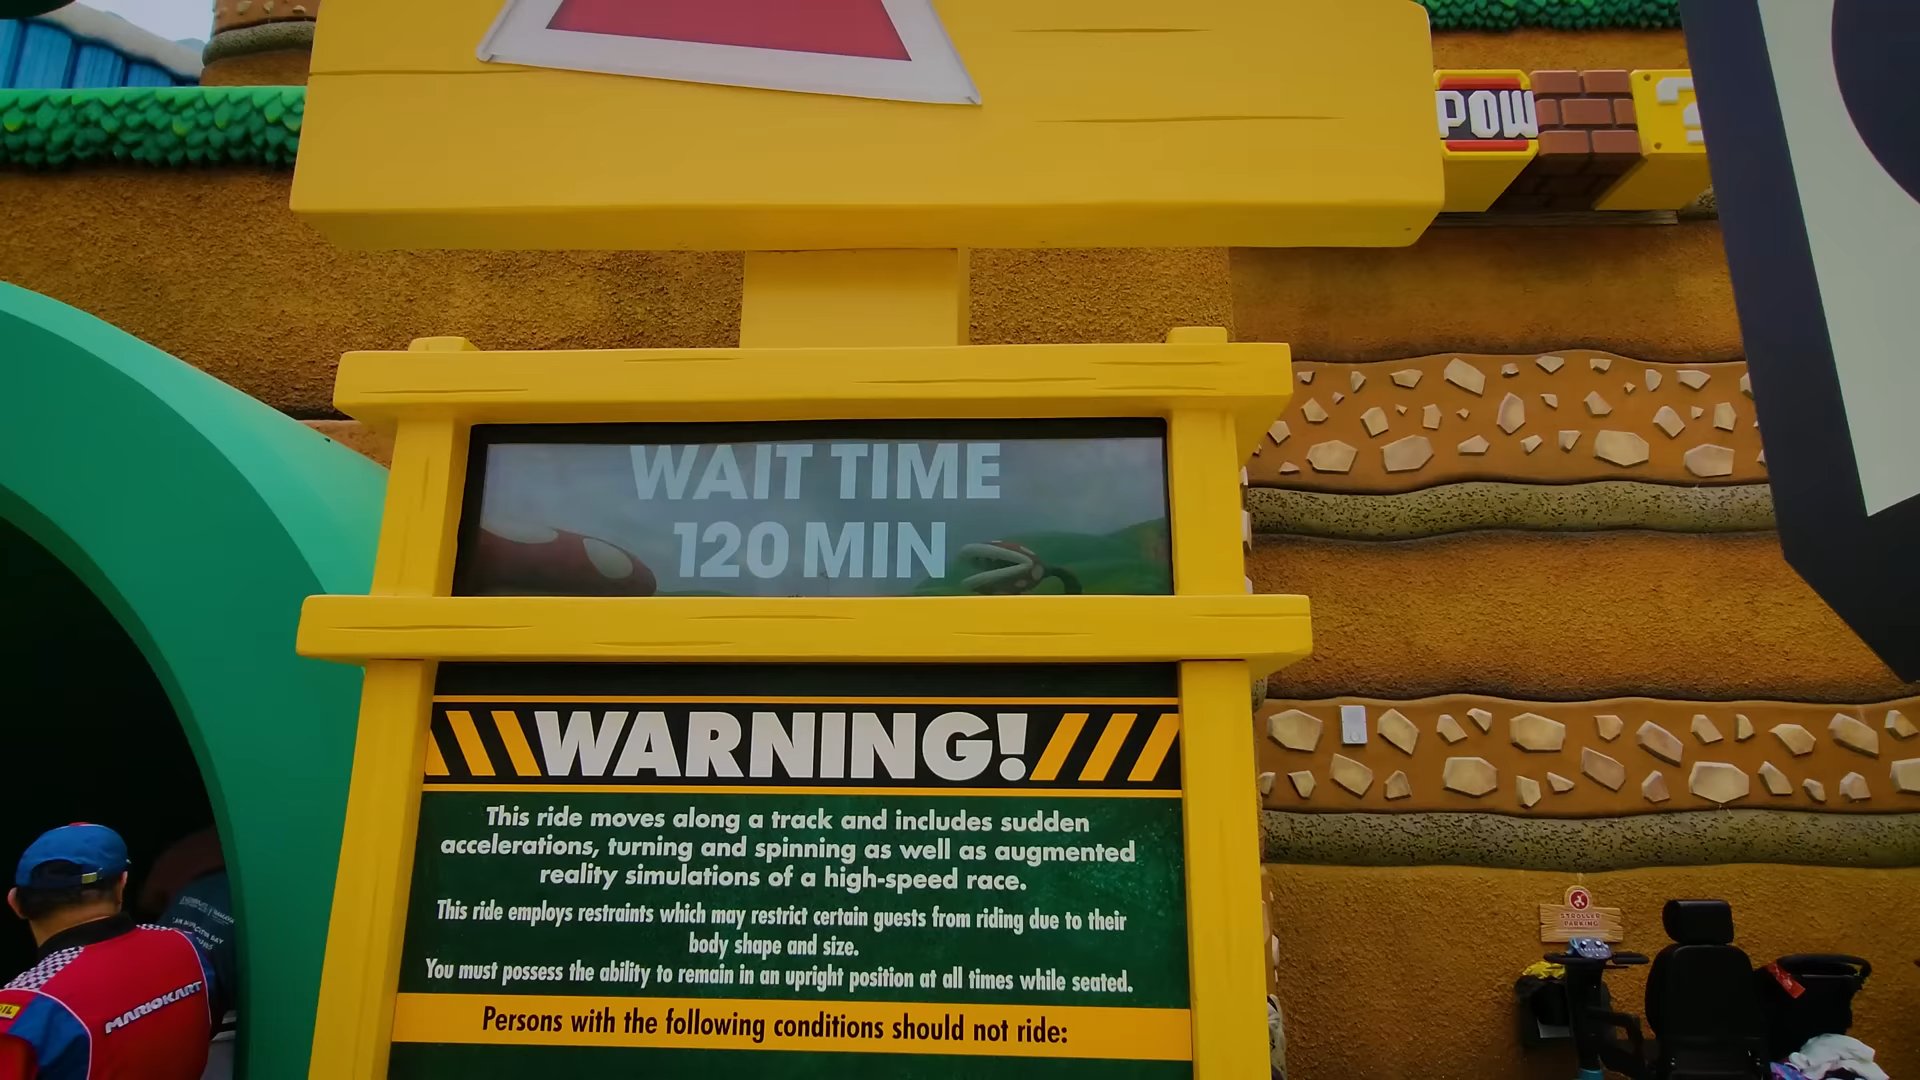 POW
WAIT TIME
120 MIN
WARNING!
This ride moves along a track and includes sudden
accelerations, turning and spinning as well as augmented
reality simulations of a high-speed race.
This ride employs restraints which may restrict certain guests from riding due to their
body shape and size.
You must possess the ability to remain in an upright position at all times while seated.
Persons with the following conditions should not ride:
MARIOKART
STROLLER
PARKING